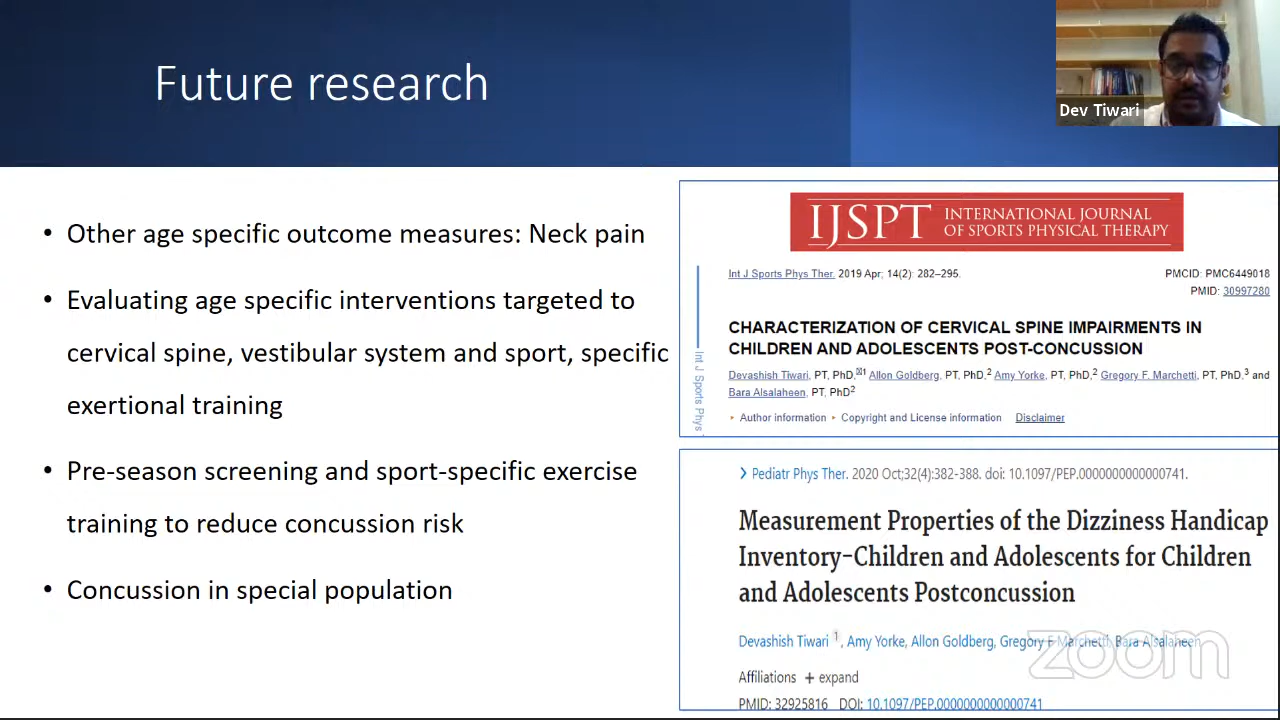 Future research
Dev Tiwari
• Other age specific outcome measures: Neck pain
• Evaluating age specific interventions targeted to
cervical spine, vestibular system and sport, specific
exertional training
• Pre-season screening and sport-specific exercise
training to reduce concussion risk
• Concussion in special population
IJSPT
INTERNATIONAL JOURNAL
OF SPORTS PHYSICAL THERAPY
Int J Sports Phys Ther. 2019 Apr; 14(2): 282–295.
PMCID: PMC6449018
PMID: 30997280
CHARACTERIZATION OF CERVICAL SPINE IMPAIRMENTS IN
CHILDREN AND ADOLESCENTS POST-CONCUSSION
Devashish Tiwari, PT, PhD,✉1 Allon Goldberg, PT, PhD,2 Amy Yorke, PT, PhD,2 Gregory F. Marchetti, PT, PhD,3 and
Bara Alsalaheen, PT, PhD2
▸ Author information ▸ Copyright and License information Disclaimer
Int J Sports Phys
> Pediatr Phys Ther. 2020 Oct;32(4):382-388. doi: 10.1097/PEP.0000000000000741.
Measurement Properties of the Dizziness Handicap
Inventory-Children and Adolescents for Children
and Adolescents Postconcussion
Devashish Tiwari 1, Amy Yorke, Allon Goldberg, Gregory F Marchetti, Bara Alsalaheen
Affiliations + expand
PMID: 32925816 DOI: 10.1097/PEP.0000000000000741
zoom